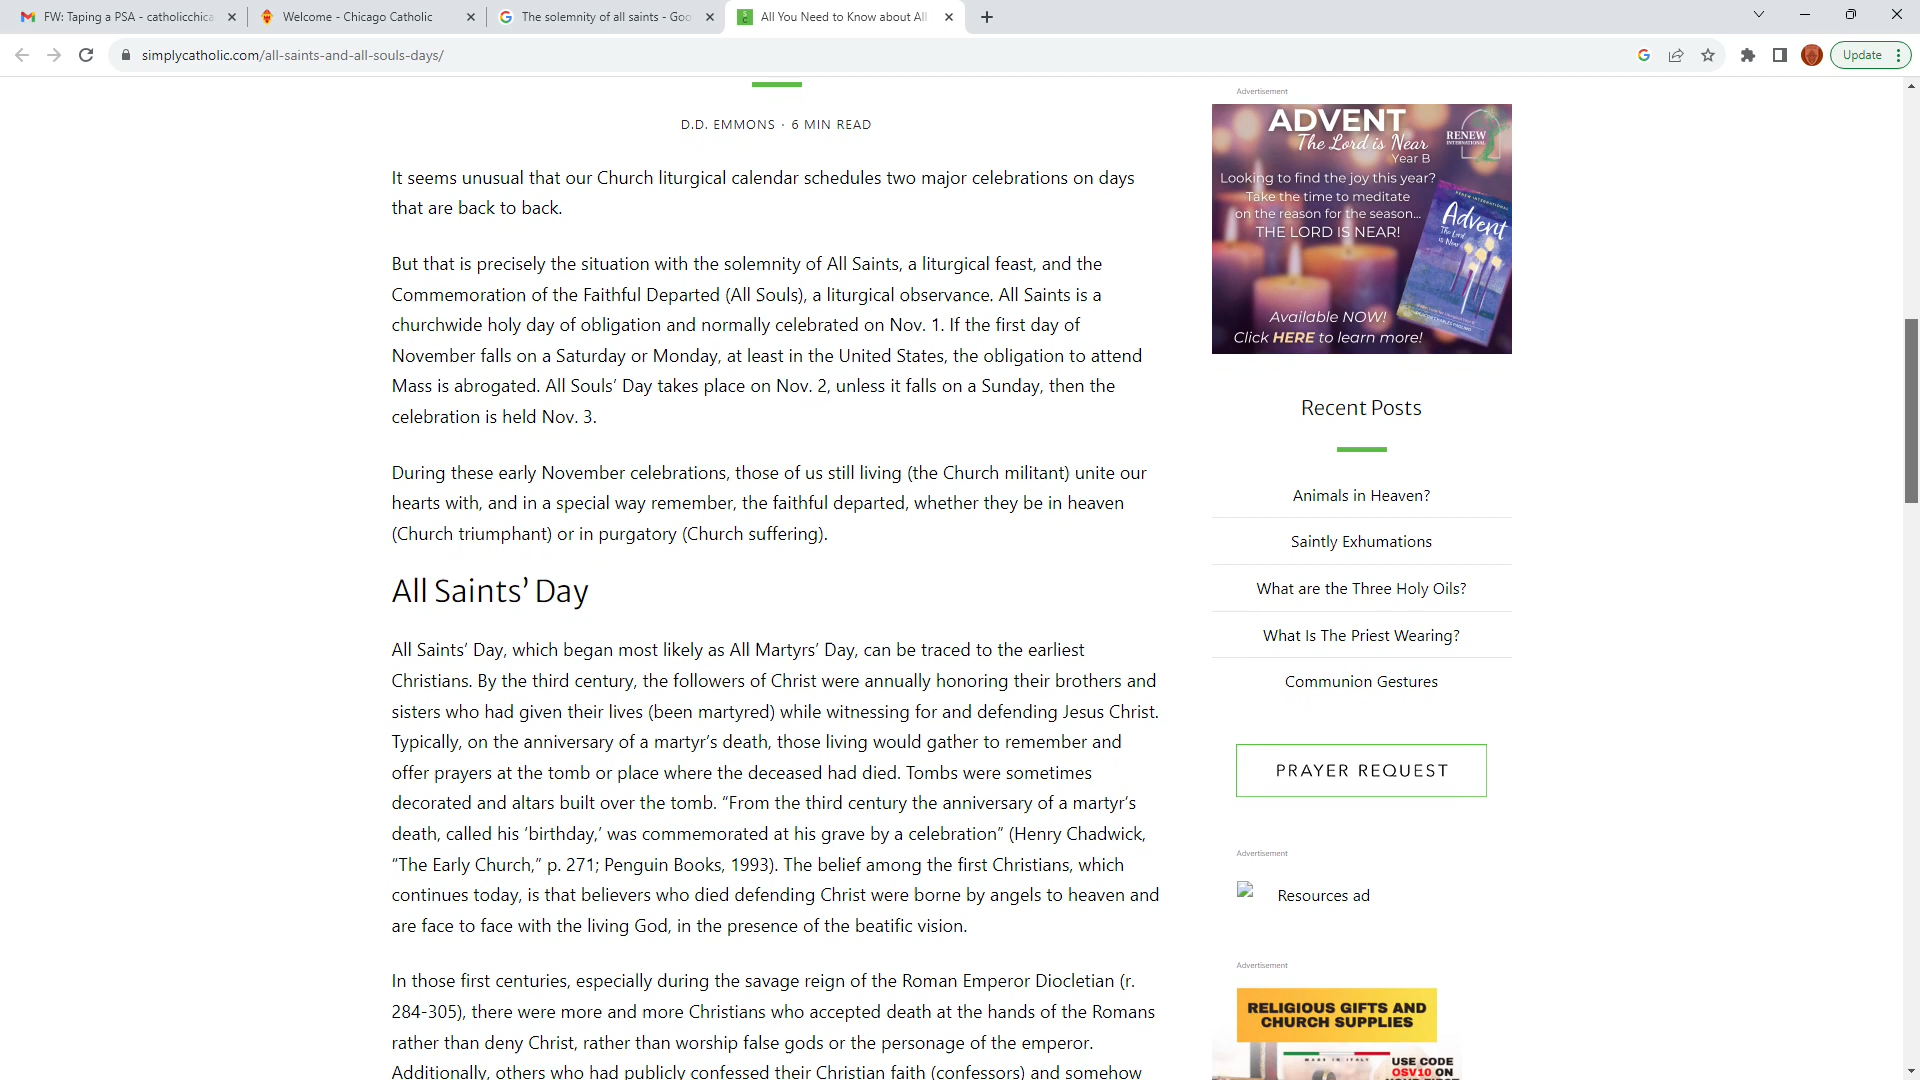 FW: Taping a PSA - catholicchica
Welcome - Chicago Catholic
The solemnity of all saints - Goo
All You Need to Know about All
simplycatholic.com/all-saints-and-all-souls-days/
Update
D.D. EMMONS · 6 MIN READ
It seems unusual that our Church liturgical calendar schedules two major celebrations on days
that are back to back.
But that is precisely the situation with the solemnity of All Saints, a liturgical feast, and the
Commemoration of the Faithful Departed (All Souls), a liturgical observance. All Saints is a
churchwide holy day of obligation and normally celebrated on Nov. 1. If the first day of
November falls on a Saturday or Monday, at least in the United States, the obligation to attend
Mass is abrogated. All Souls’ Day takes place on Nov. 2, unless it falls on a Sunday, then the
celebration is held Nov. 3.
During these early November celebrations, those of us still living (the Church militant) unite our
hearts with, and in a special way remember, the faithful departed, whether they be in heaven
(Church triumphant) or in purgatory (Church suffering).
All Saints’ Day
All Saints’ Day, which began most likely as All Martyrs’ Day, can be traced to the earliest
Christians. By the third century, the followers of Christ were annually honoring their brothers and
sisters who had given their lives (been martyred) while witnessing for and defending Jesus Christ.
Typically, on the anniversary of a martyr’s death, those living would gather to remember and
offer prayers at the tomb or place where the deceased had died. Tombs were sometimes
decorated and altars built over the tomb. “From the third century the anniversary of a martyr’s
death, called his ‘birthday,’ was commemorated at his grave by a celebration” (Henry Chadwick,
“The Early Church,” p. 271; Penguin Books, 1993). The belief among the first Christians, which
continues today, is that believers who died defending Christ were borne by angels to heaven and
are face to face with the living God, in the presence of the beatific vision.
In those first centuries, especially during the savage reign of the Roman Emperor Diocletian (r.
284-305), there were more and more Christians who accepted death at the hands of the Romans
rather than deny Christ, rather than worship false gods or the personage of the emperor.
Additionally, others who had publicly confessed their Christian faith (confessors) and somehow
Advertisement
ADVENT
The Lord is Near
Year B
RENEW
INTERNATIONAL
Looking to find the joy this year?
Take the time to meditate
on the reason for the season...
THE LORD IS NEAR!
RENEW INTERNATIONAL
Advent
The Lord
is Near
Available NOW!
Click HERE to learn more!
Recent Posts
Animals in Heaven?
Saintly Exhumations
What are the Three Holy Oils?
What Is The Priest Wearing?
Communion Gestures
PRAYER REQUEST
Advertisement
Resources ad
Advertisement
RELIGIOUS GIFTS AND
CHURCH SUPPLIES
MADE IN ITALY
USE CODE
OSV10 ON
YOUR FIRST